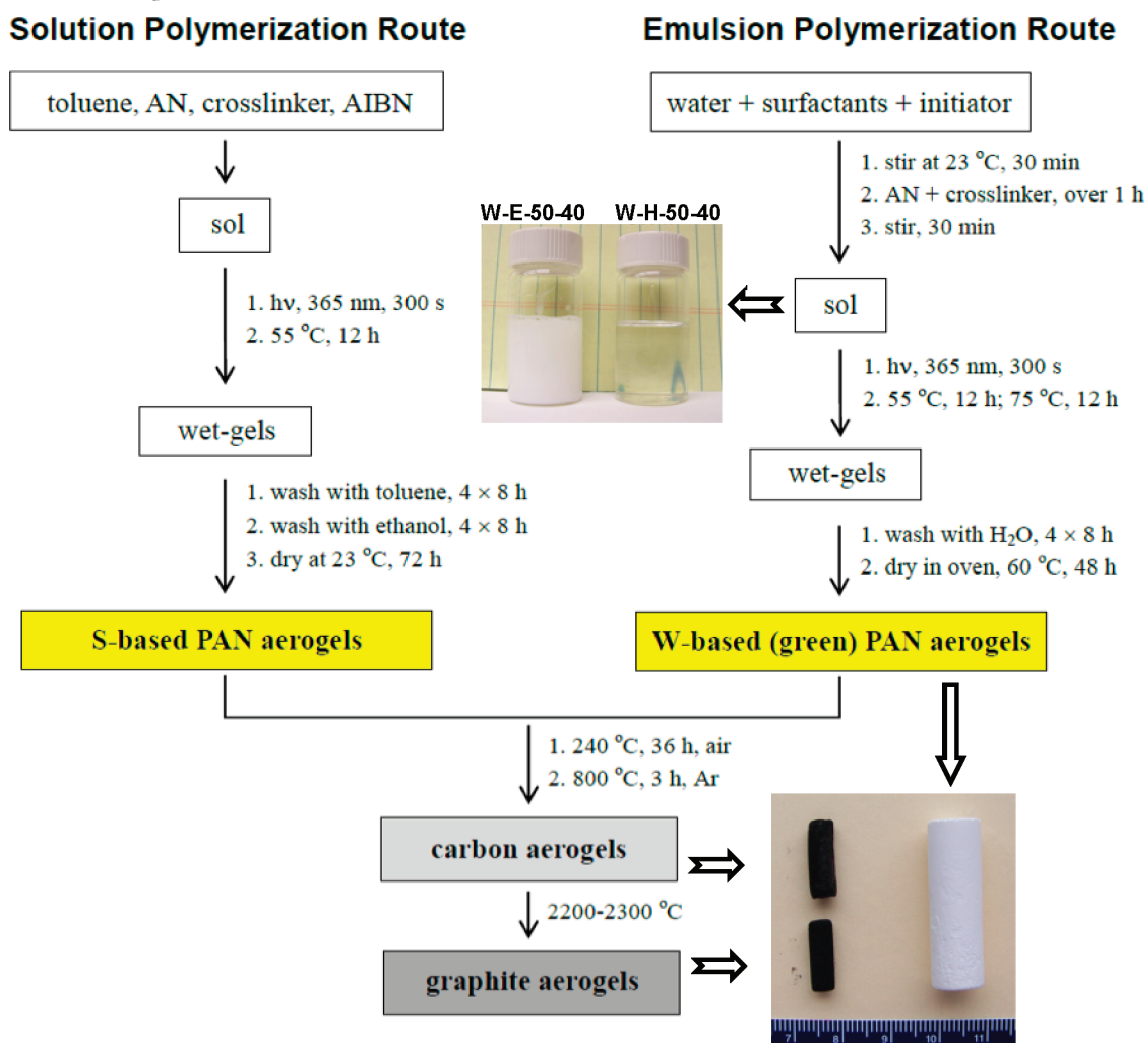 Solution Polymerization Route
toluene, AN, crosslinker, AIBN
sol
1. hν, 365 nm, 300 s
2. 55 °C, 12 h
wet-gels
1. wash with toluene, 4 × 8 h
2. wash with ethanol, 4 × 8 h
3. dry at 23 °C, 72 h
S-based PAN aerogels
Emulsion Polymerization Route
water + surfactants + initiator
1. stir at 23 °C, 30 min
2. AN + crosslinker, over 1 h
3. stir, 30 min
W-E-50-40 W-H-50-40
sol
1. hν, 365 nm, 300 s
2. 55 °C, 12 h; 75 °C, 12 h
wet-gels
1. wash with H₂O, 4 × 8 h
2. dry in oven, 60 °C, 48 h
W-based (green) PAN aerogels
1. 240 °C, 36 h, air
2. 800 °C, 3 h, Ar
carbon aerogels
2200-2300 °C
graphite aerogels
7 8 9 10 11